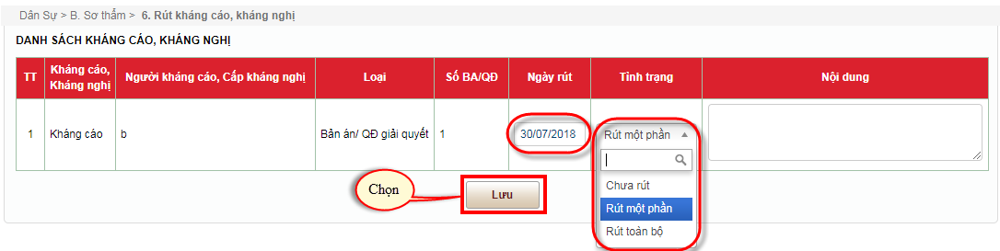 Dân Sự > B. Sơ thẩm > 6. Rút kháng cáo, kháng nghị
DANH SÁCH KHÁNG CÁO, KHÁNG NGHỊ
TT
Kháng cáo,
Kháng nghị
Người kháng cáo, Cấp kháng nghị
Loại
Số BA/QĐ
Ngày rút
Tình trạng
Nội dung
1
Kháng cáo
b
Bản án/ QĐ giải quyết
1
30/07/2018
Rút một phần
Chưa rút
Rút một phần
Rút toàn bộ
Chọn
Lưu